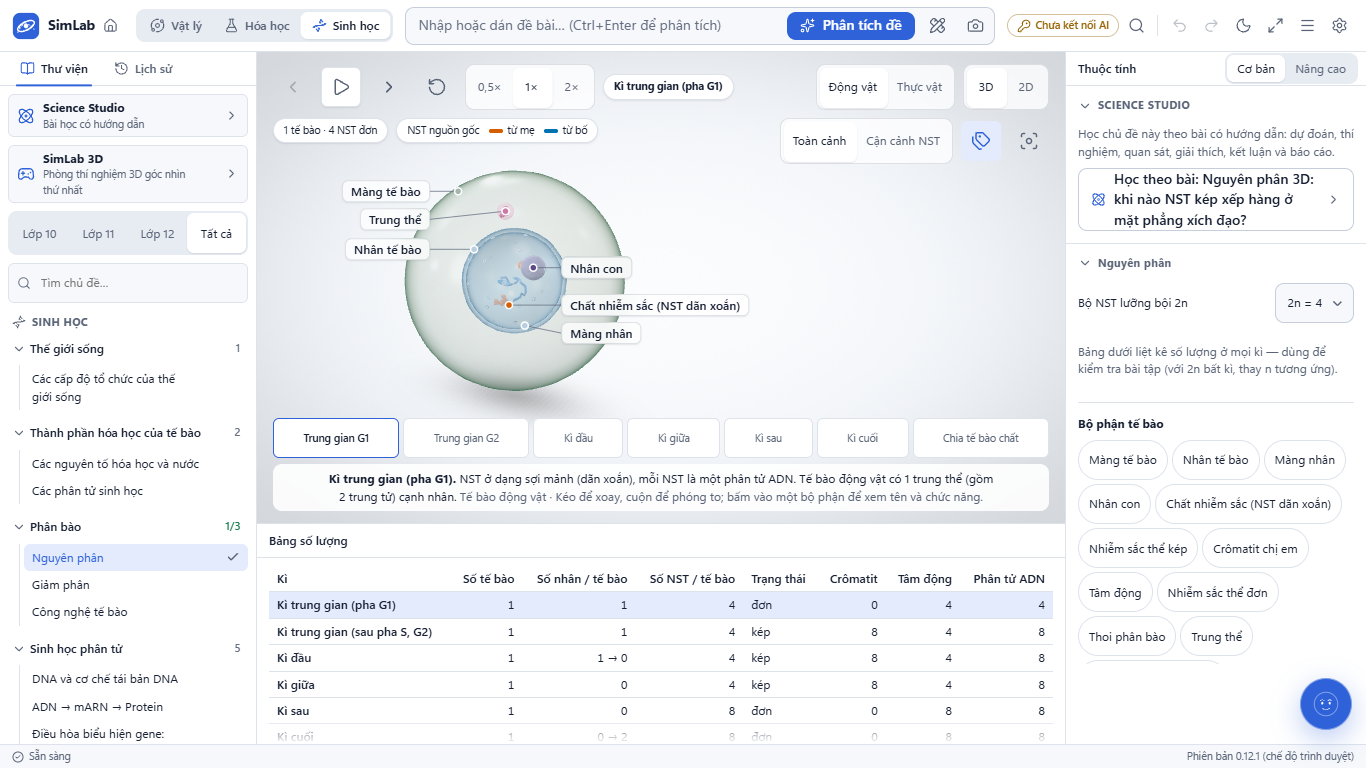 SimLab
Vật lý
Hóa học
Sinh học
Nhập hoặc dán đề bài... (Ctrl+Enter để phân tích)
Phân tích đề
Chưa kết nối AI
Thư viện
Lịch sử
Science Studio
Bài học có hướng dẫn
SimLab 3D
Phòng thí nghiệm 3D góc nhìn
thứ nhất
Lớp 10
Lớp 11
Lớp 12
Tất cả
Tìm chủ đề...
SINH HỌC
Thế giới sống 1
Các cấp độ tổ chức của thế
giới sống
Thành phần hóa học của tế bào 2
Các nguyên tố hóa học và nước
Các phân tử sinh học
Phân bào 1/3
Nguyên phân
Giảm phân
Công nghệ tế bào
Sinh học phân tử 5
DNA và cơ chế tái bản DNA
ADN → mARN → Protein
Điều hòa biểu hiện gene:
0,5×
1×
2×
Kì trung gian (pha G1)
Động vật
Thực vật
3D
2D
1 tế bào · 4 NST đơn
NST nguồn gốc từ mẹ từ bố
Toàn cảnh
Cận cảnh NST
Màng tế bào
Trung thể
Nhân tế bào
Nhân con
Chất nhiễm sắc (NST dãn xoắn)
Màng nhân
Trung gian G1
Trung gian G2
Kì đầu
Kì giữa
Kì sau
Kì cuối
Chia tế bào chất
Kì trung gian (pha G1). NST ở dạng sợi mảnh (dãn xoắn), mỗi NST là một phân tử ADN. Tế bào động vật có 1 trung thể (gồm
2 trung tử) cạnh nhân. Tế bào động vật · Kéo để xoay, cuộn để phóng to; bấm vào một bộ phận để xem tên và chức năng.
Bảng số lượng
Kì Số tế bào Số nhân / tế bào Số NST / tế bào Trạng thái Crômatit Tâm động Phân tử ADN
Kì trung gian (pha G1) 1 1 4 đơn 0 4 4
Kì trung gian (sau pha S, G2) 1 1 4 kép 8 4 8
Kì đầu 1 1 → 0 4 kép 8 4 8
Kì giữa 1 0 4 kép 8 4 8
Kì sau 1 0 8 đơn 0 8 8
Kì cuối 1 0 → 2 8 đơn 0 8 8
Thuộc tính
Cơ bản
Nâng cao
SCIENCE STUDIO
Học chủ đề này theo bài có hướng dẫn: dự đoán, thí
nghiệm, quan sát, giải thích, kết luận và báo cáo.
Học theo bài: Nguyên phân 3D:
khi nào NST kép xếp hàng ở
mặt phẳng xích đạo?
Nguyên phân
Bộ NST lưỡng bội 2n
2n = 4
Bảng dưới liệt kê số lượng ở mọi kì — dùng để
kiểm tra bài tập (với 2n bất kì, thay n tương ứng).
Bộ phận tế bào
Màng tế bào
Nhân tế bào
Màng nhân
Nhân con
Chất nhiễm sắc (NST dãn xoắn)
Nhiễm sắc thể kép
Crômatit chị em
Tâm động
Nhiễm sắc thể đơn
Thoi phân bào
Trung thể
Sẵn sàng
Phiên bản 0.12.1 (chế độ trình duyệt)